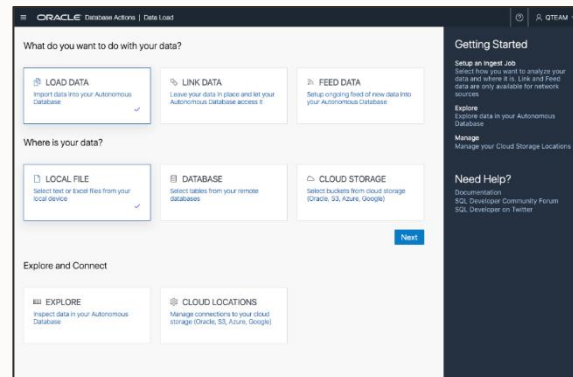 ≡ ORACLE Database Actions | Data Load
QTEAM
What do you want to do with your data?
LOAD DATA
Import data into your Autonomous
Database
LINK DATA
Leave your data in place and let your
Autonomous Database access it
FEED DATA
Setup ongoing feed of new data into
your Autonomous Database
Where is your data?
LOCAL FILE
Select text or Excel files from your
local device
DATABASE
Select tables from your remote
databases
CLOUD STORAGE
Select buckets from cloud storage
(Oracle, S3, Azure, Google)
Next
Explore and Connect
EXPLORE
Inspect data in your Autonomous
Database
CLOUD LOCATIONS
Manage connections to your cloud
storage (Oracle, S3, Azure, Google)
Getting Started
Setup an Ingest Job
Select how you want to analyze your
data and where it is. Link and Feed
data are only available for network
sources
Explore
Explore data in your Autonomous
Database
Manage
Manage your Cloud Storage Locations
Need Help?
Documentation
SQL Developer Community Forum
SQL Developer on Twitter